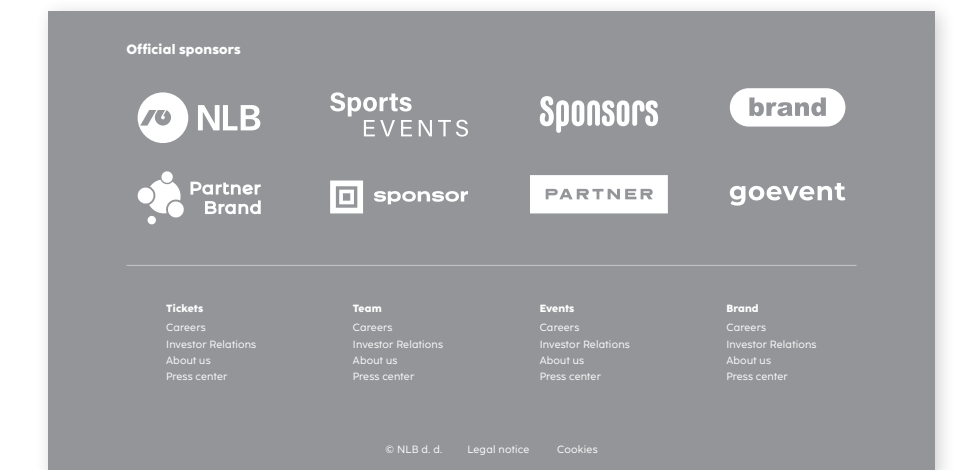 Official sponsors
NLB
Sports
EVENTS
Sponsors
brand
Partner
Brand
sponsor
PARTNER
goevent
Tickets
Careers
Investor Relations
About us
Press center
Team
Careers
Investor Relations
About us
Press center
Events
Careers
Investor Relations
About us
Press center
Brand
Careers
Investor Relations
About us
Press center
© NLB d. d. Legal notice Cookies